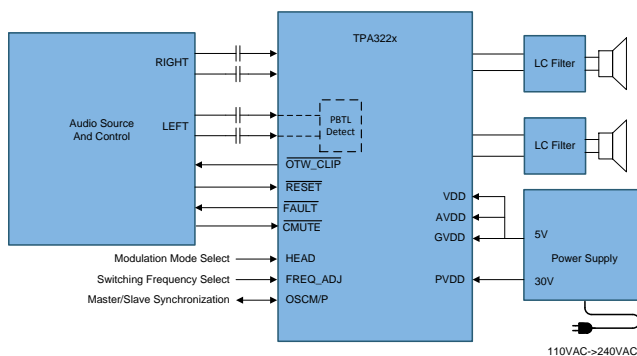 TPA322x
RIGHT
LC Filter
LEFT
PBTL
Detect
Audio Source
And Control
LC Filter
OTW_CLIP
RESET
VDD
FAULT
AVDD
CMUTE
GVDD
5V
Modulation Mode Select
HEAD
Power Supply
Switching Frequency Select
FREQ_ADJ
PVDD
30V
Master/Slave Synchronization
OSCM/P
110VAC->240VAC